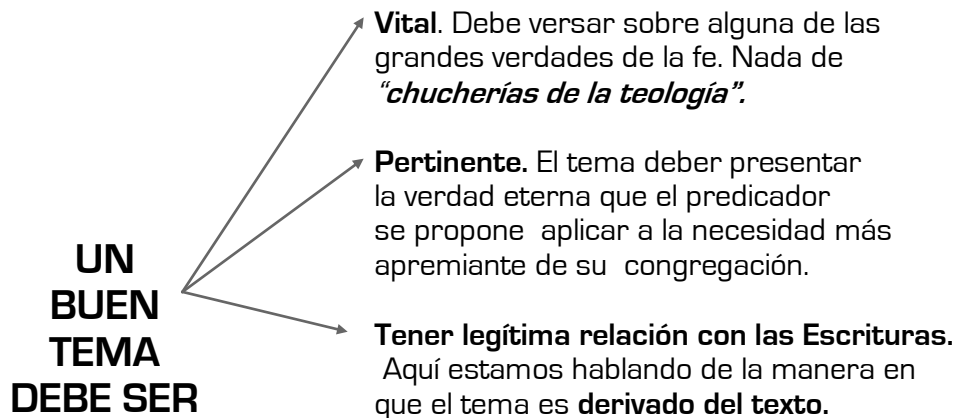 Vital. Debe versar sobre alguna de las
grandes verdades de la fe. Nada de
"chucherías de la teología".
Pertinente. El tema deber presentar
la verdad eterna que el predicador
se propone aplicar a la necesidad más
apremiante de su congregación.
UN
BUEN
TEMA
DEBE SER
Tener legítima relación con las Escrituras.
Aquí estamos hablando de la manera en
que el tema es derivado del texto.